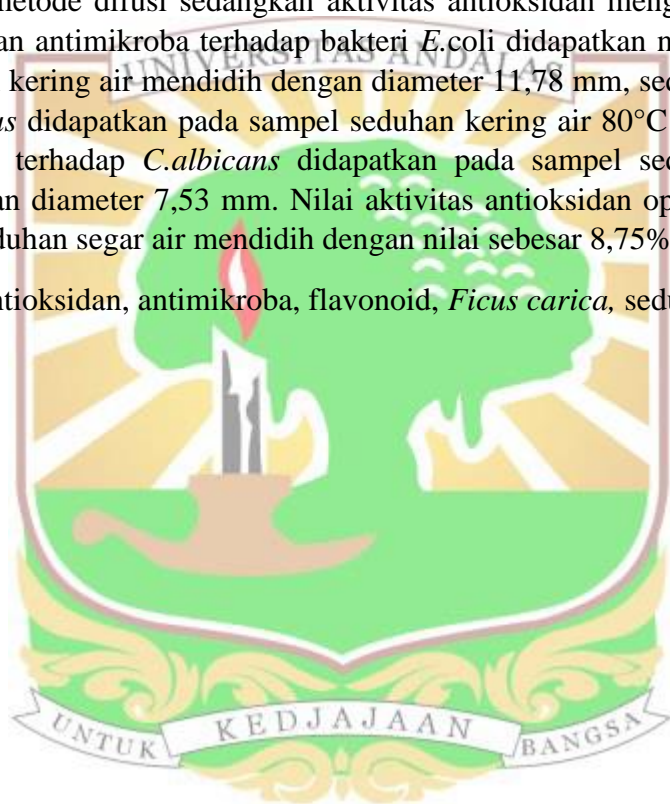 metode difusi sedangkan aktivitas antioksidan meng
an antimikroba terhadap bakteri E.coli didapatkan
kering air mendidih dengan diameter 11,78 mm, sed
us didapatkan pada sampel seduhan kering air 80°C
terhadap C.albicans didapatkan pada sampel sed
an diameter 7,53 mm. Nilai aktivitas antioksidan op
duhan segar air mendidih dengan nilai sebesar 8,75%
ntioksidan, antimikroba, flavonoid, Ficus carica, sedu
UNIVERSITAS ANDALAS
UNTUK KEDJAJAAN BANGSA